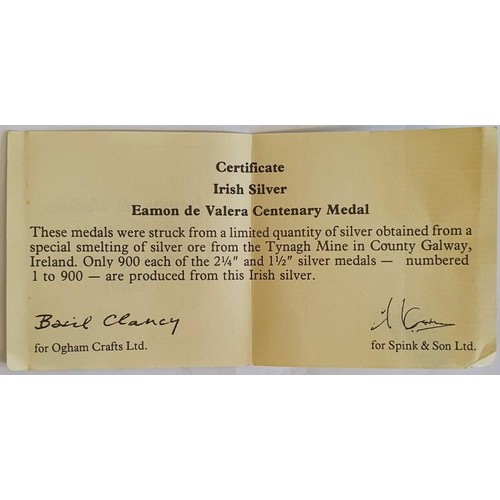 Certificate
Irish Silver
Eamon de Valera Centenary Medal
These medals were struck from a limited quantity of silver obtained from a
special smelting of silver ore from the Tynagh Mine in County Galway,
Ireland. Only 900 each of the 2¼″ and 1½″ silver medals — numbered
1 to 900 — are produced from this Irish silver.
Basil Clancy
for Ogham Crafts Ltd.
for Spink & Son Ltd.